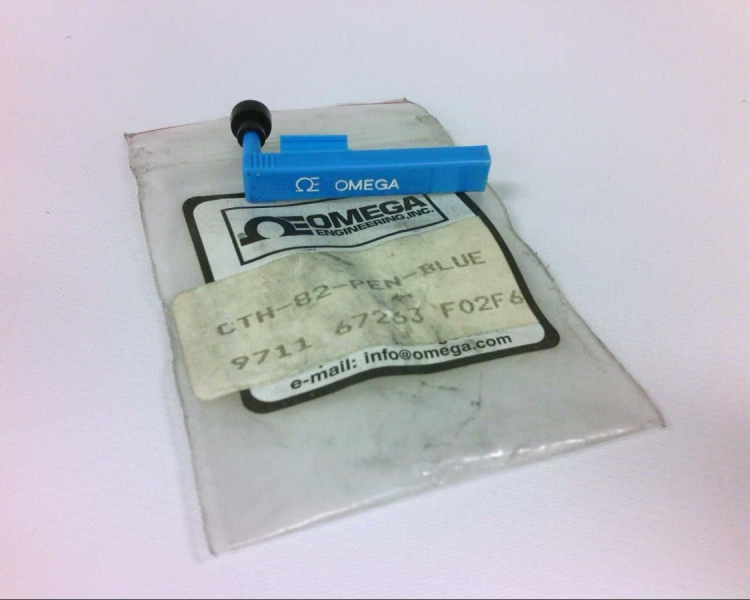 OMEGA
OMEGA
ENGINEERING, INC.
CTH-82-PEN-BLUE
9711 67263 F02F6
e-mail: info@omega.com